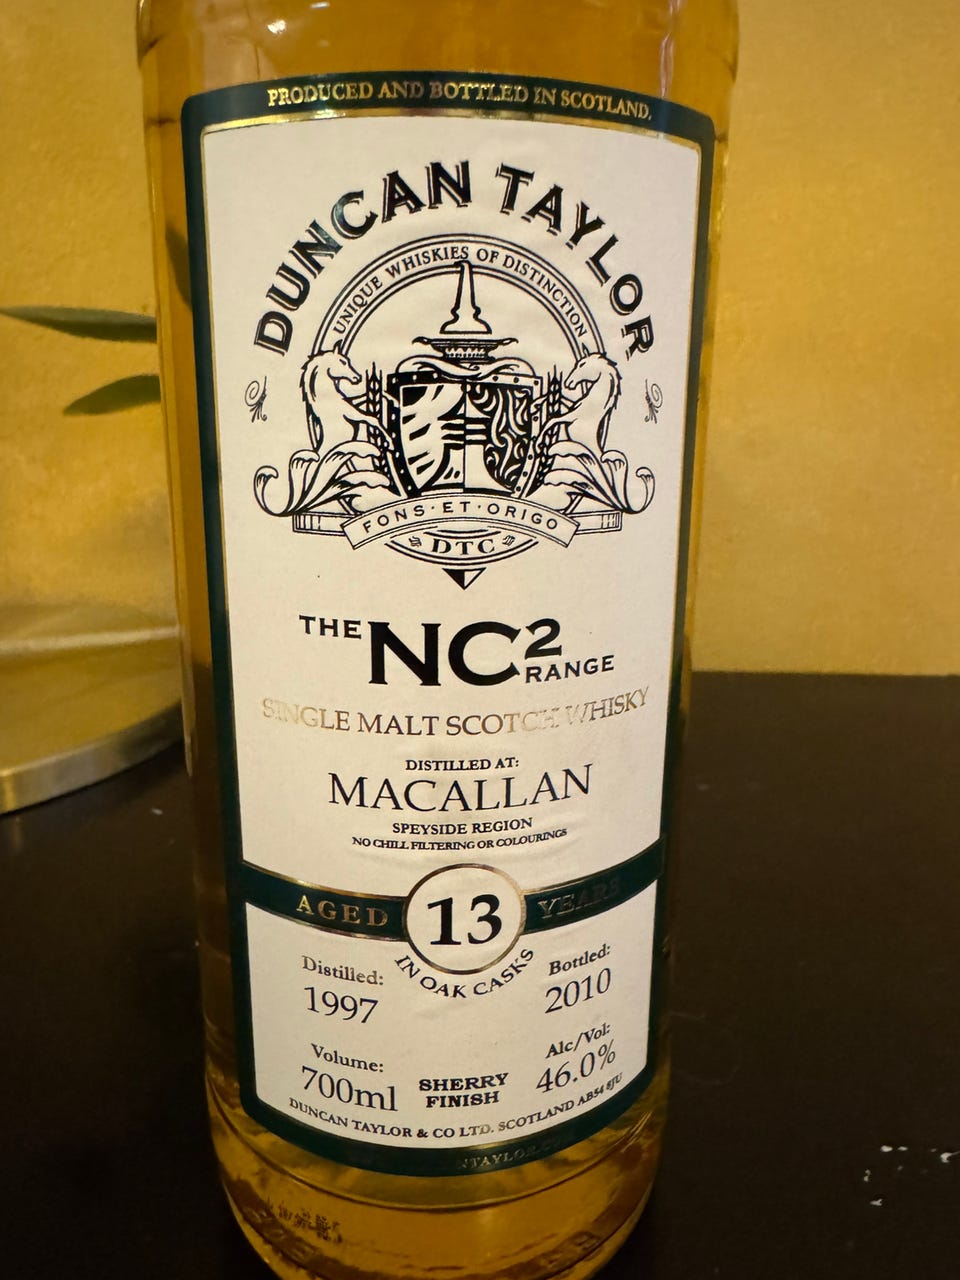 PRODUCED AND BOTTLED IN SCOTLAND.
DUNCAN TAYLOR
UNIQUE WHISKIES OF DISTINCTION
FONS·ET·ORIGO
DTC
THE NC2 RANGE
SINGLE MALT SCOTCH WHISKY
DISTILLED AT:
MACALLAN
SPEYSIDE REGION
NO CHILL FILTERING OR COLOURINGS
AGED 13 YEARS
IN OAK CASKS
Distilled:
1997
Bottled:
2010
Volume:
700ml
SHERRY
FINISH
Alc/Vol:
46.0%
DUNCAN TAYLOR & CO LTD. SCOTLAND AB54 8JU